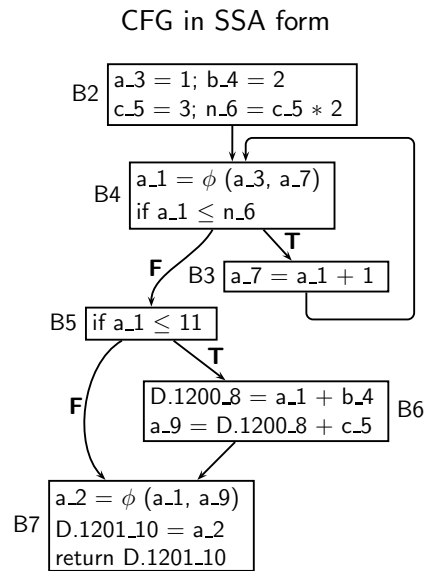 CFG in SSA form
B2
a_3 = 1; b_4 = 2
c_5 = 3; n_6 = c_5 * 2
B4
a_1 = ϕ (a_3, a_7)
if a_1 ≤ n_6
F
T
B3
a_7 = a_1 + 1
B5
if a_1 ≤ 11
F
T
D.1200_8 = a_1 + b_4
a_9 = D.1200_8 + c_5
B6
B7
a_2 = ϕ (a_1, a_9)
D.1201_10 = a_2
return D.1201_10